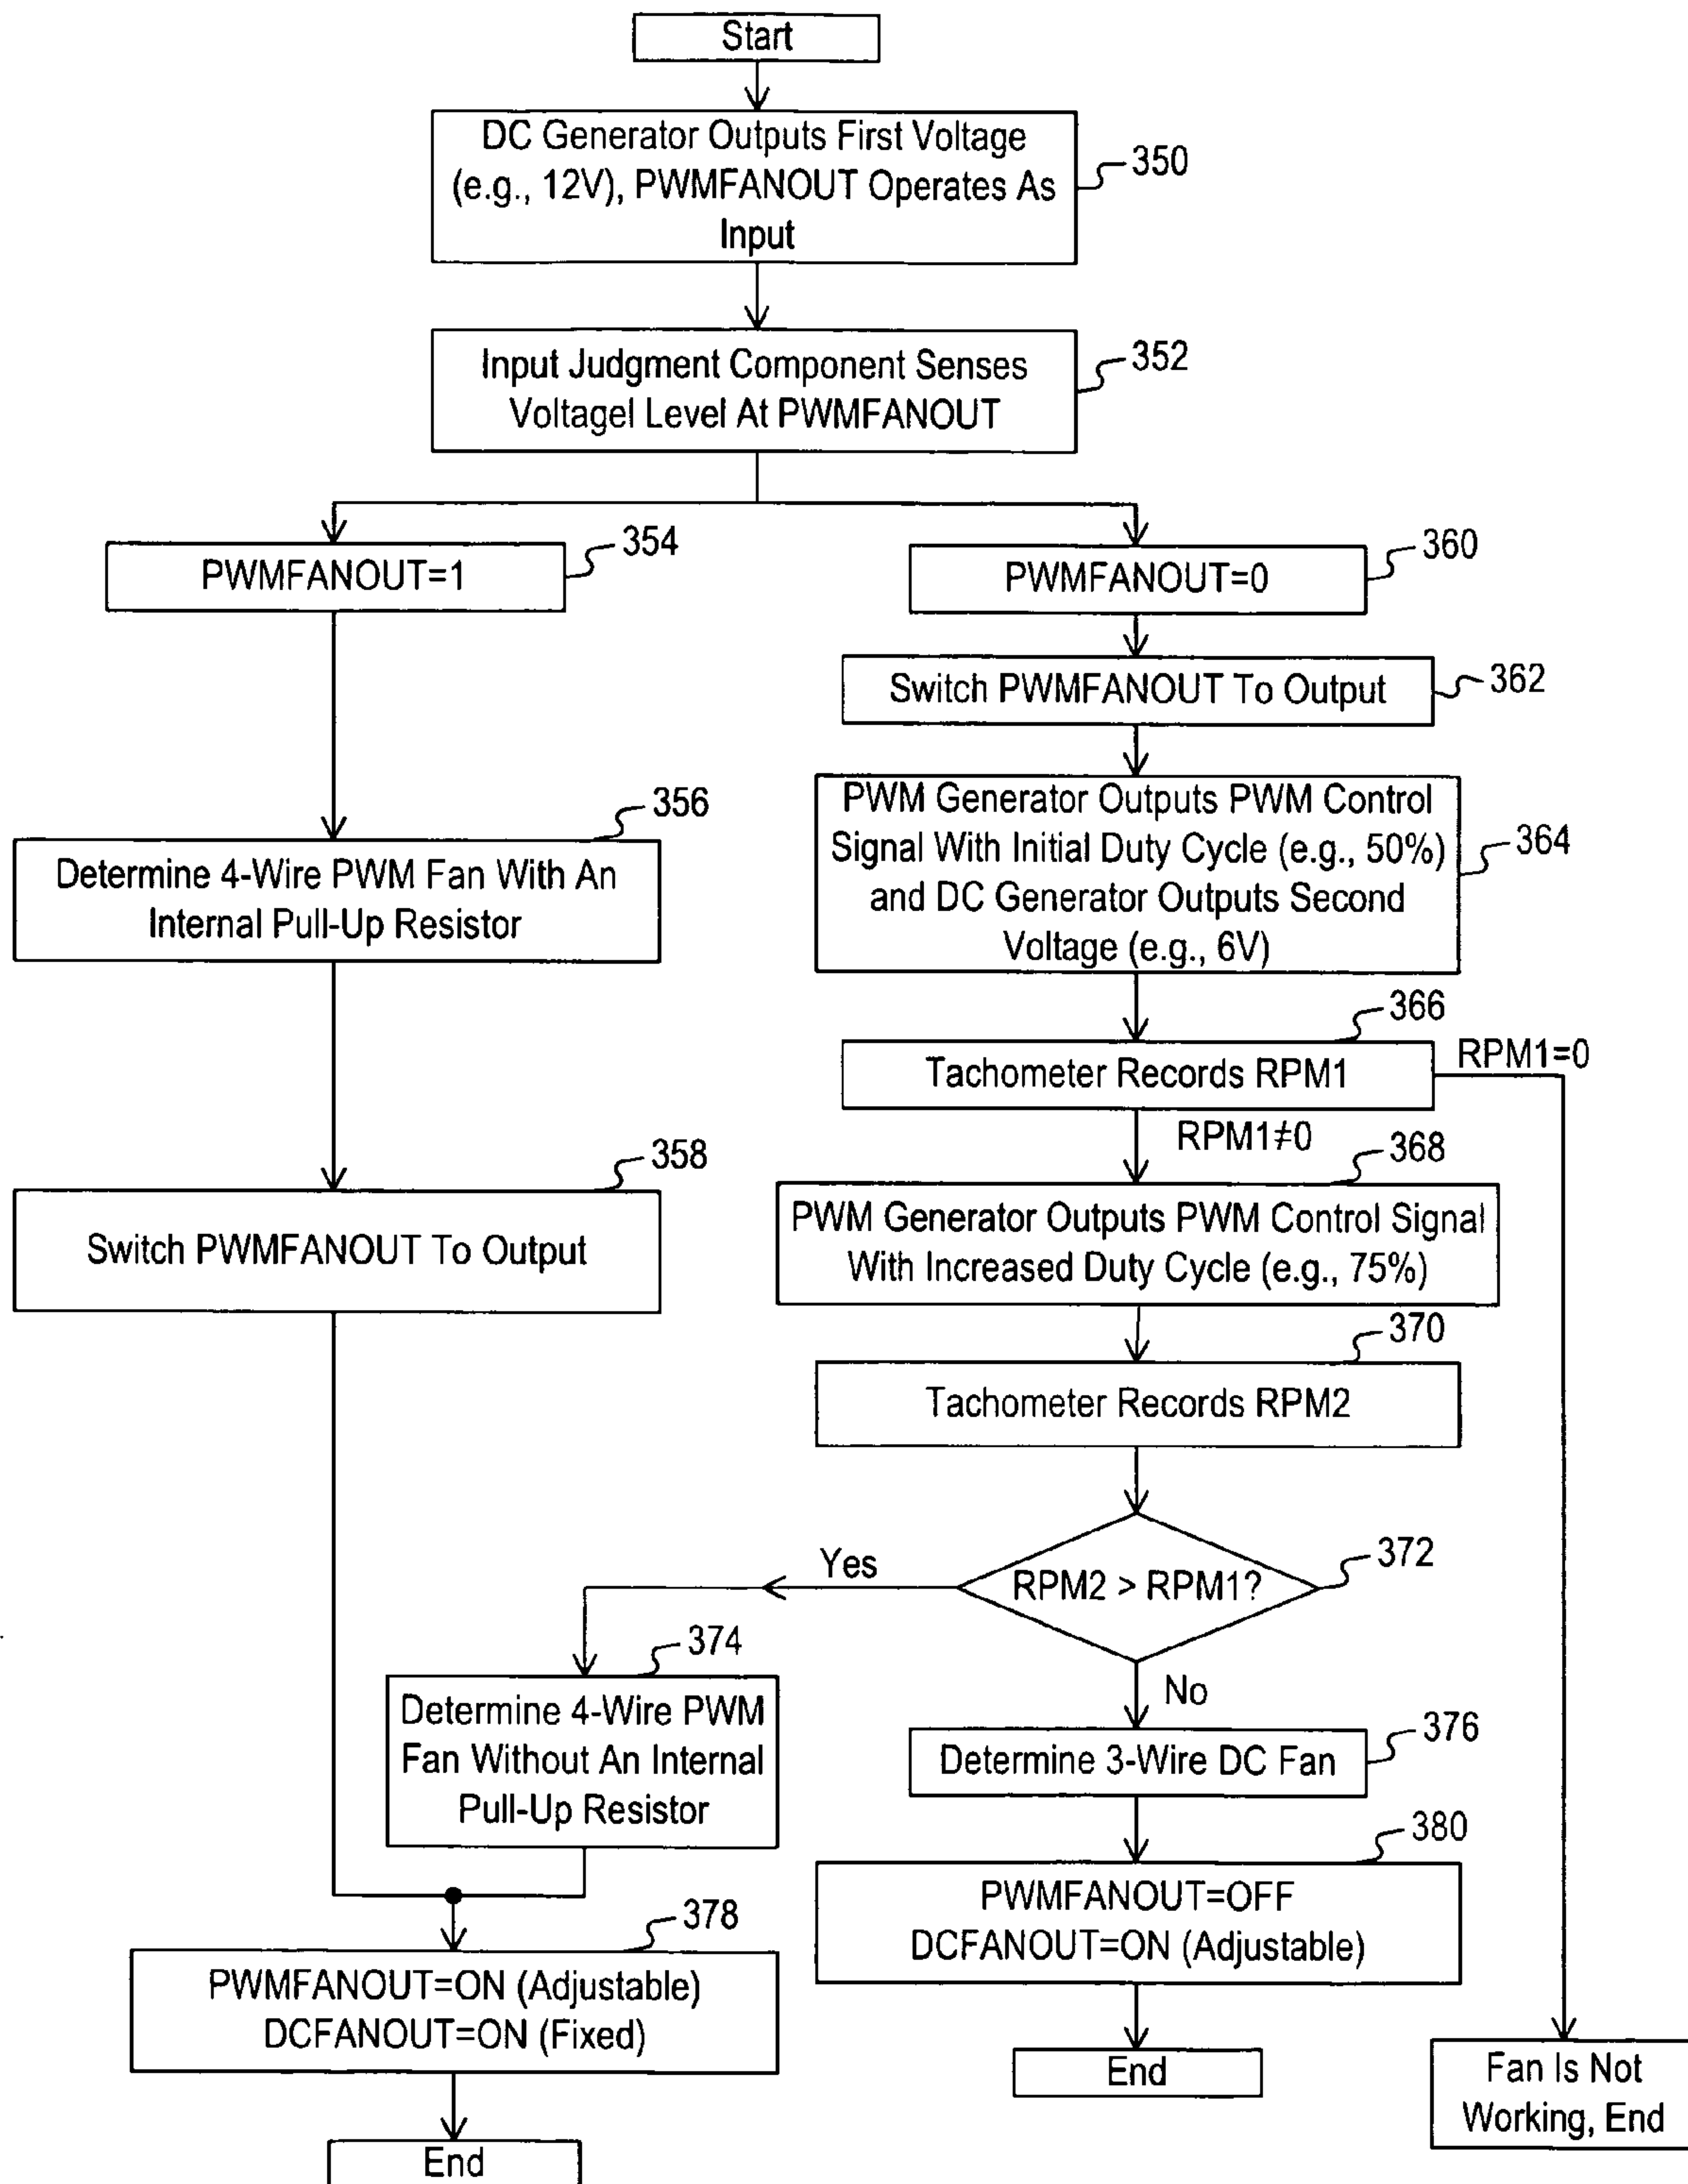 Start
DC Generator Outputs First Voltage
(e.g., 12V), PWMFANOUT Operates As
Input
350
Input Judgment Component Senses
Voltagel Level At PWMFANOUT
352
PWMFANOUT=1
354
PWMFANOUT=0
360
Switch PWMFANOUT To Output
362
356
Determine 4-Wire PWM Fan With An
Internal Pull-Up Resistor
PWM Generator Outputs PWM Control
Signal With Initial Duty Cycle (e.g., 50%)
and DC Generator Outputs Second
Voltage (e.g., 6V)
364
366
Tachometer Records RPM1
RPM1=0
RPM1≠0
358
Switch PWMFANOUT To Output
368
PWM Generator Outputs PWM Control Signal
With Increased Duty Cycle (e.g., 75%)
370
Tachometer Records RPM2
RPM2 > RPM1?
372
Yes
No
374
Determine 4-Wire PWM
Fan Without An Internal
Pull-Up Resistor
376
Determine 3-Wire DC Fan
380
PWMFANOUT=OFF
DCFANOUT=ON (Adjustable)
378
PWMFANOUT=ON (Adjustable)
DCFANOUT=ON (Fixed)
End
Fan Is Not
Working, End
End